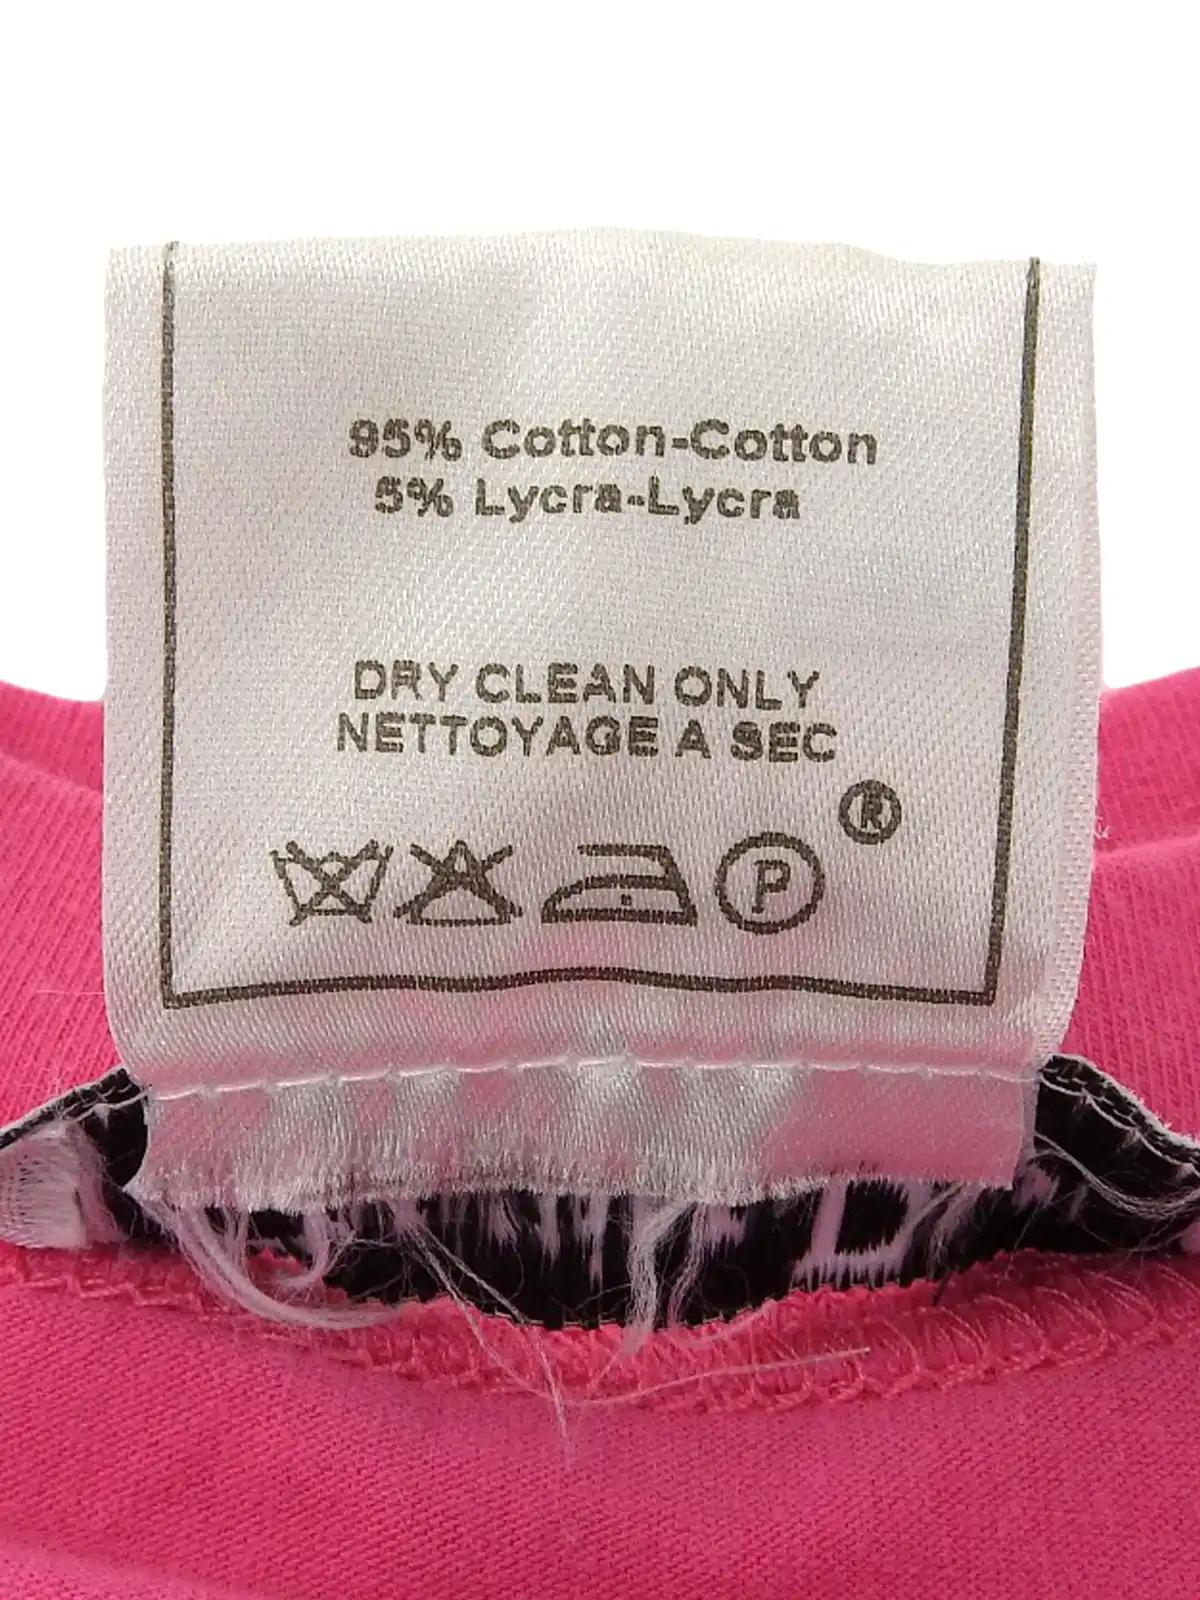 95% Cotton-Cotton
5% Lycra-Lycra
DRY CLEAN ONLY
NETTOYAGE A SEC
®
P